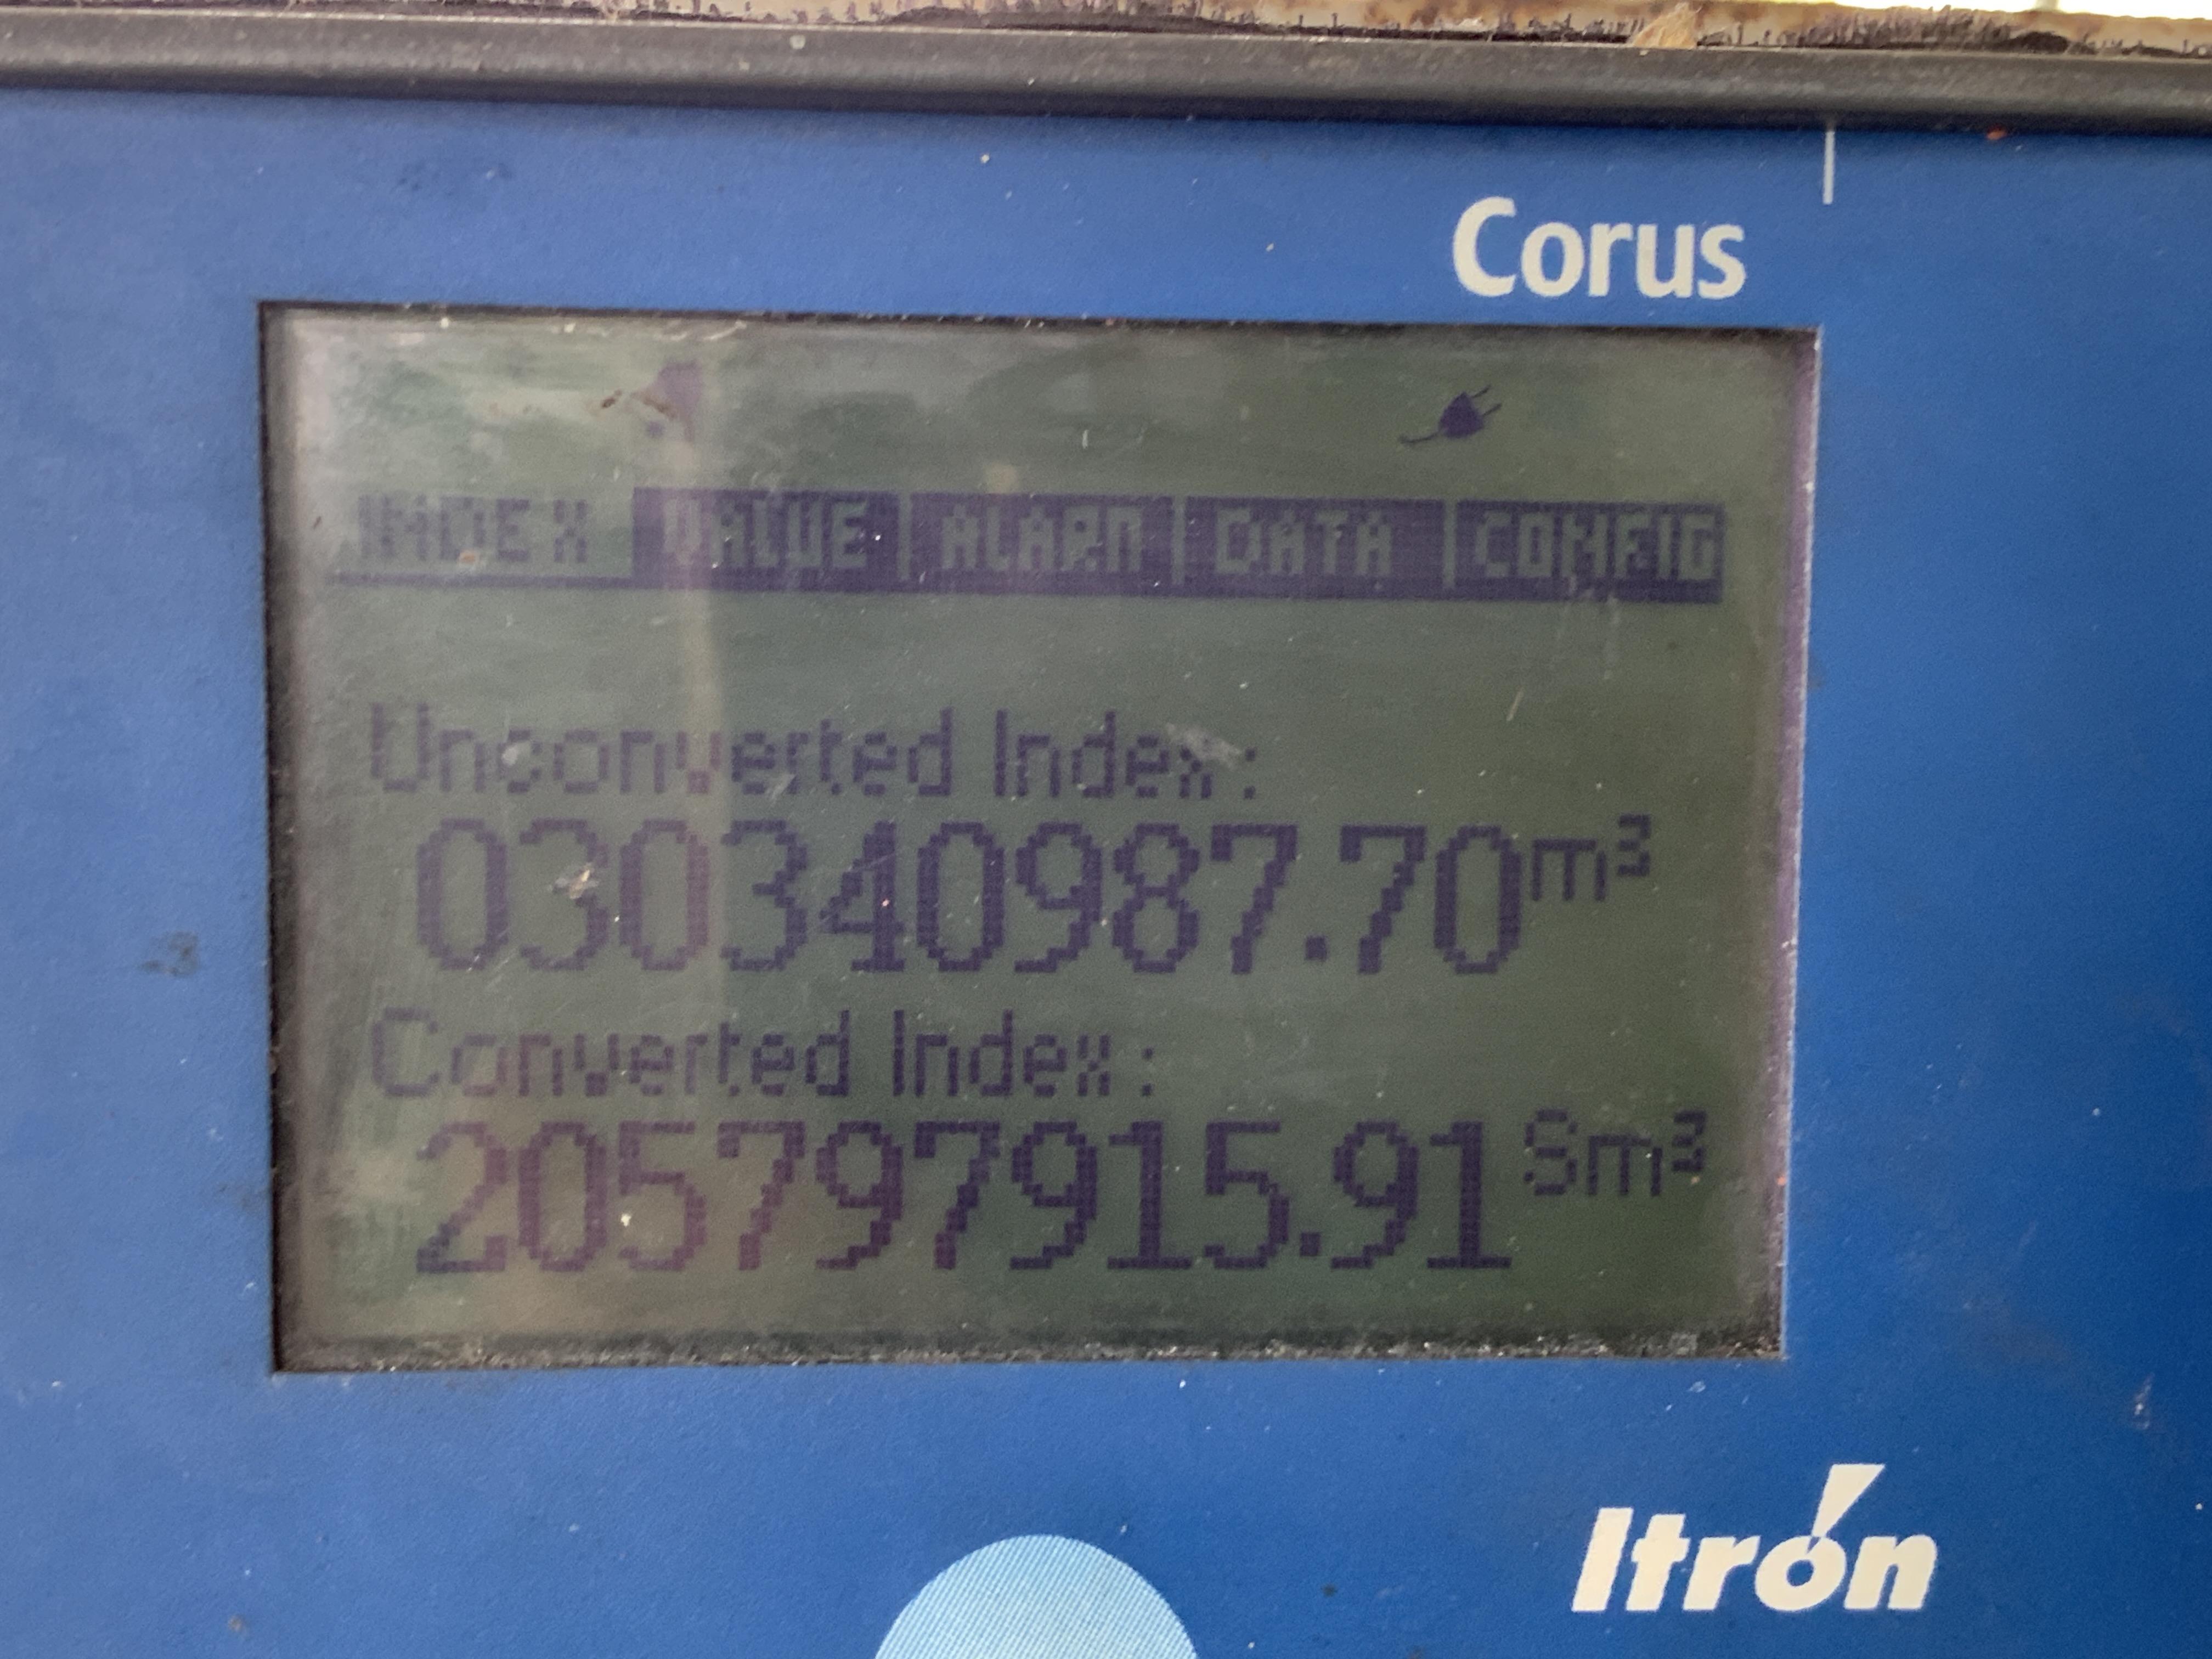 Corus
INDEX VALUE ALARM DATA CONFIG
Unconverted Index:
030340987.70m³
Converted Index:
205797915.91Sm³
Itron